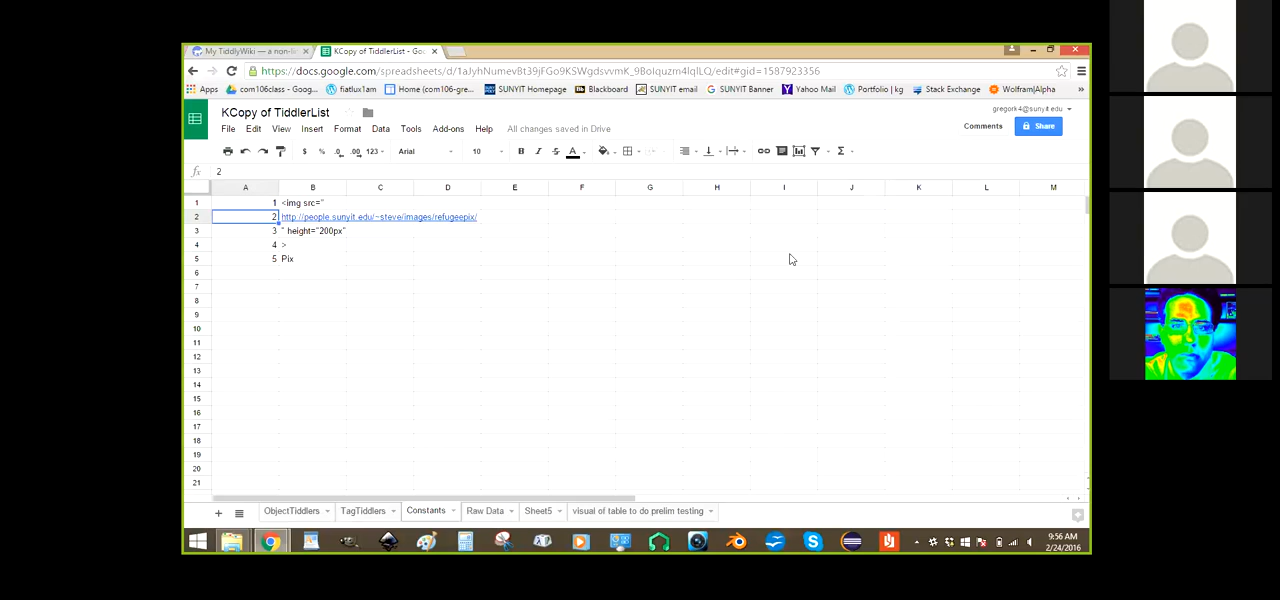 My TiddlyWiki — a non-li
KCopy of TiddlerList - Goo
https://docs.google.com/spreadsheets/d/1aJyhNumevBt39jFGo9KSWgdsvvmK_9BoIquzm4IqILQ/edit#gid=1587923356
Apps com106class - Goog... fiatlux1am Home (com106-gre... SUNYIT Homepage Blackboard SUNYIT email SUNYIT Banner Yahoo Mail Portfolio | kg Stack Exchange Wolfram|Alpha »
gregork4@sunyit.edu
KCopy of TiddlerList
Comments Share
File Edit View Insert Format Data Tools Add-ons Help All changes saved in Drive
$ % .0 .00 123 Arial 10 B I S A Σ
fx 2
A B C D E F G H I J K L M
1 1 <img src="
2 2 http://people.sunyit.edu/~steve/images/refugeepix/
3 3 " height="200px"
4 4 >
5 5 Pix
6
7
8
9
10
11
12
13
14
15
16
17
18
19
20
21
+ ObjectTiddlers TagTiddlers Constants Raw Data Sheet5 visual of table to do prelim testing
9:56 AM
2/24/2016